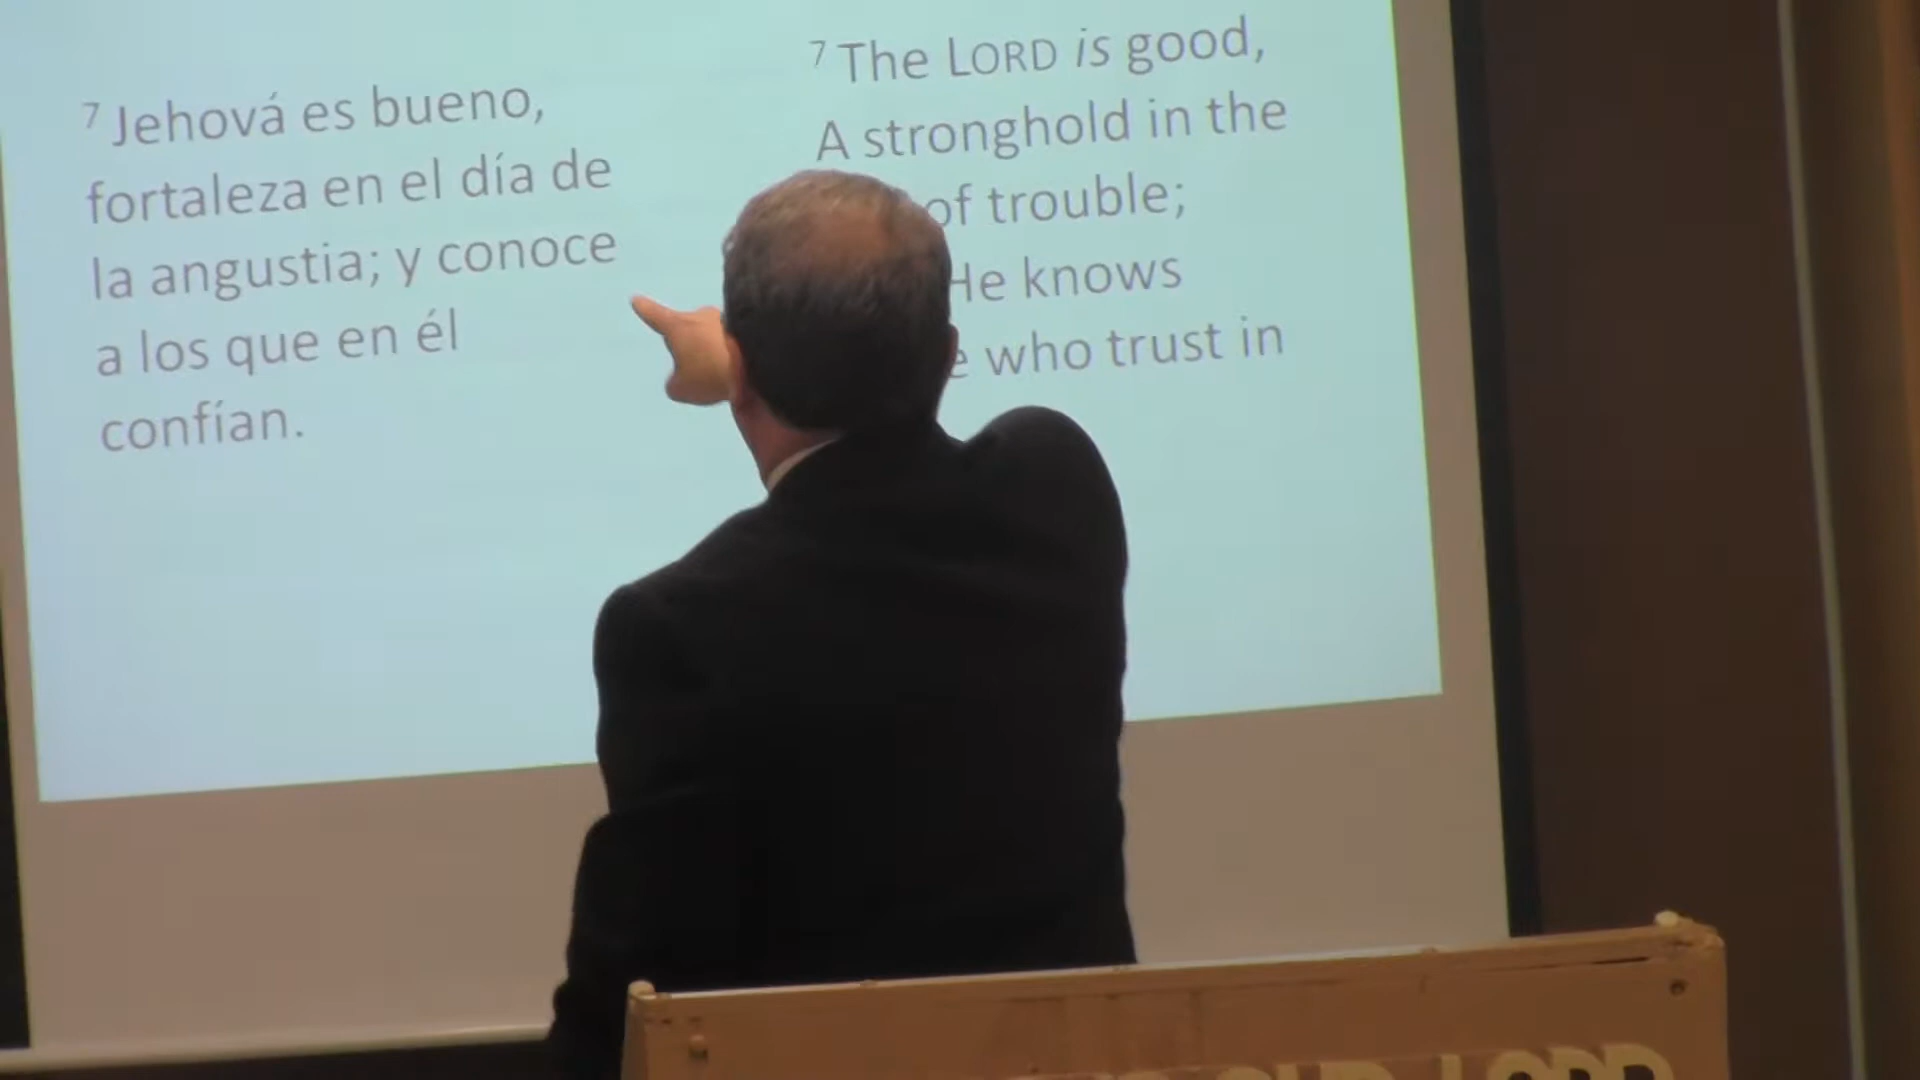 7 Jehová es bueno,
fortaleza en el día de
la angustia; y conoce
a los que en él
confían.
7 The LORD is good,
A stronghold in the
of trouble;
He knows
who trust in
LORD